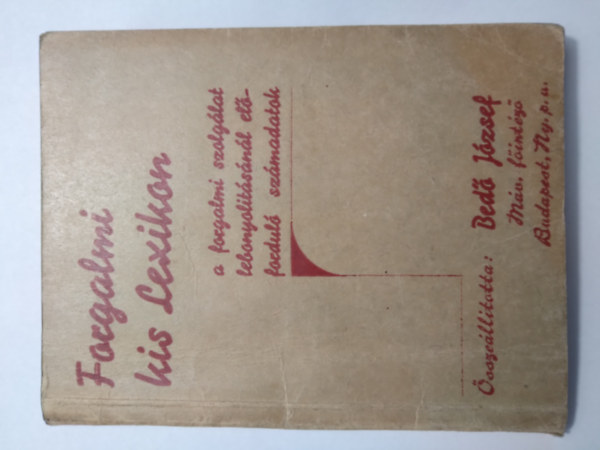 Forgalmi
kis Lexikon
a forgalmi szolgálat
lebonyolításánál elő-
forduló számadatok
Összeállította:
Bedő József
Máv. főintéző
Budapest, Ny. p. u.